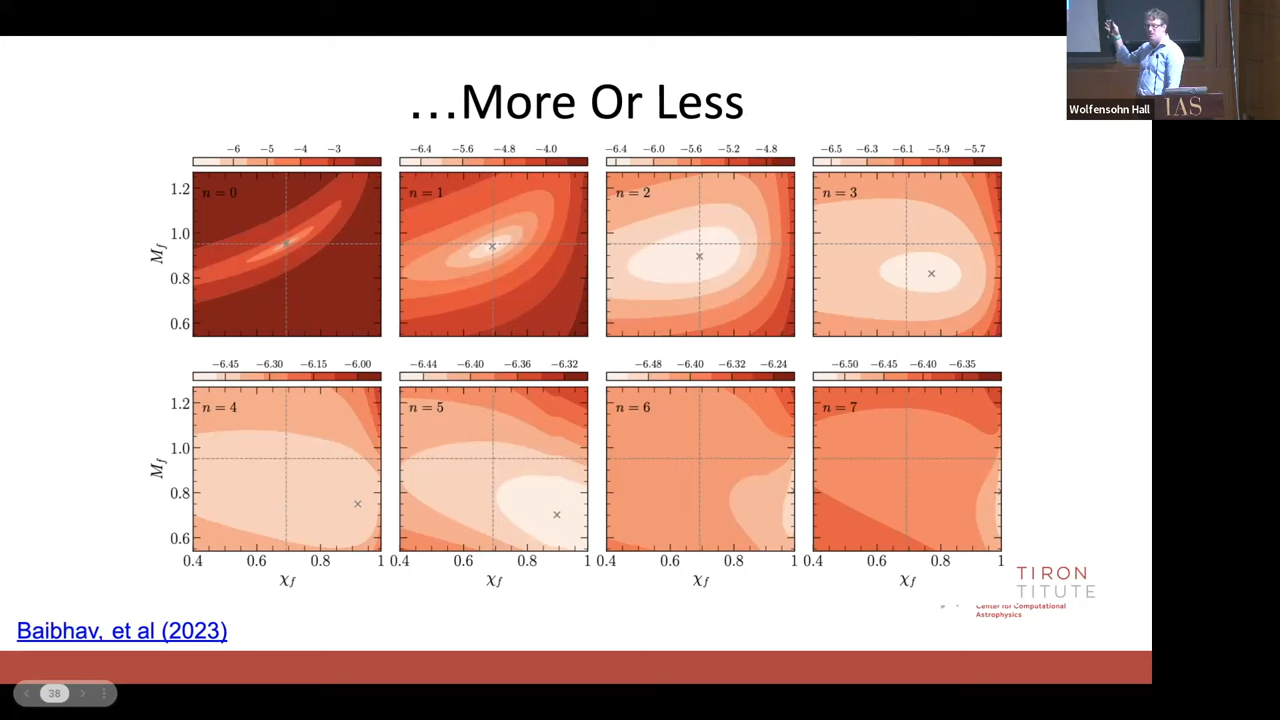 …More Or Less
−6 −5 −4 −3
−6.4 −5.6 −4.8 −4.0
−6.4 −6.0 −5.6 −5.2 −4.8
−6.5 −6.3 −6.1 −5.9 −5.7
n = 0
n = 1
n = 2
n = 3
1.2
1.0
0.8
0.6
M_f
−6.45 −6.30 −6.15 −6.00
−6.44 −6.40 −6.36 −6.32
−6.48 −6.40 −6.32 −6.24
−6.50 −6.45 −6.40 −6.35
n = 4
n = 5
n = 6
n = 7
1.2
1.0
0.8
0.6
M_f
0.4 0.6 0.8 1 0.4 0.6 0.8 1 0.4 0.6 0.8 1 0.4 0.6 0.8 1
χ_f χ_f χ_f χ_f
TIRON
TITUTE
Center for Computational
Astrophysics
Baibhav, et al (2023)
38
Wolfensohn Hall
IAS